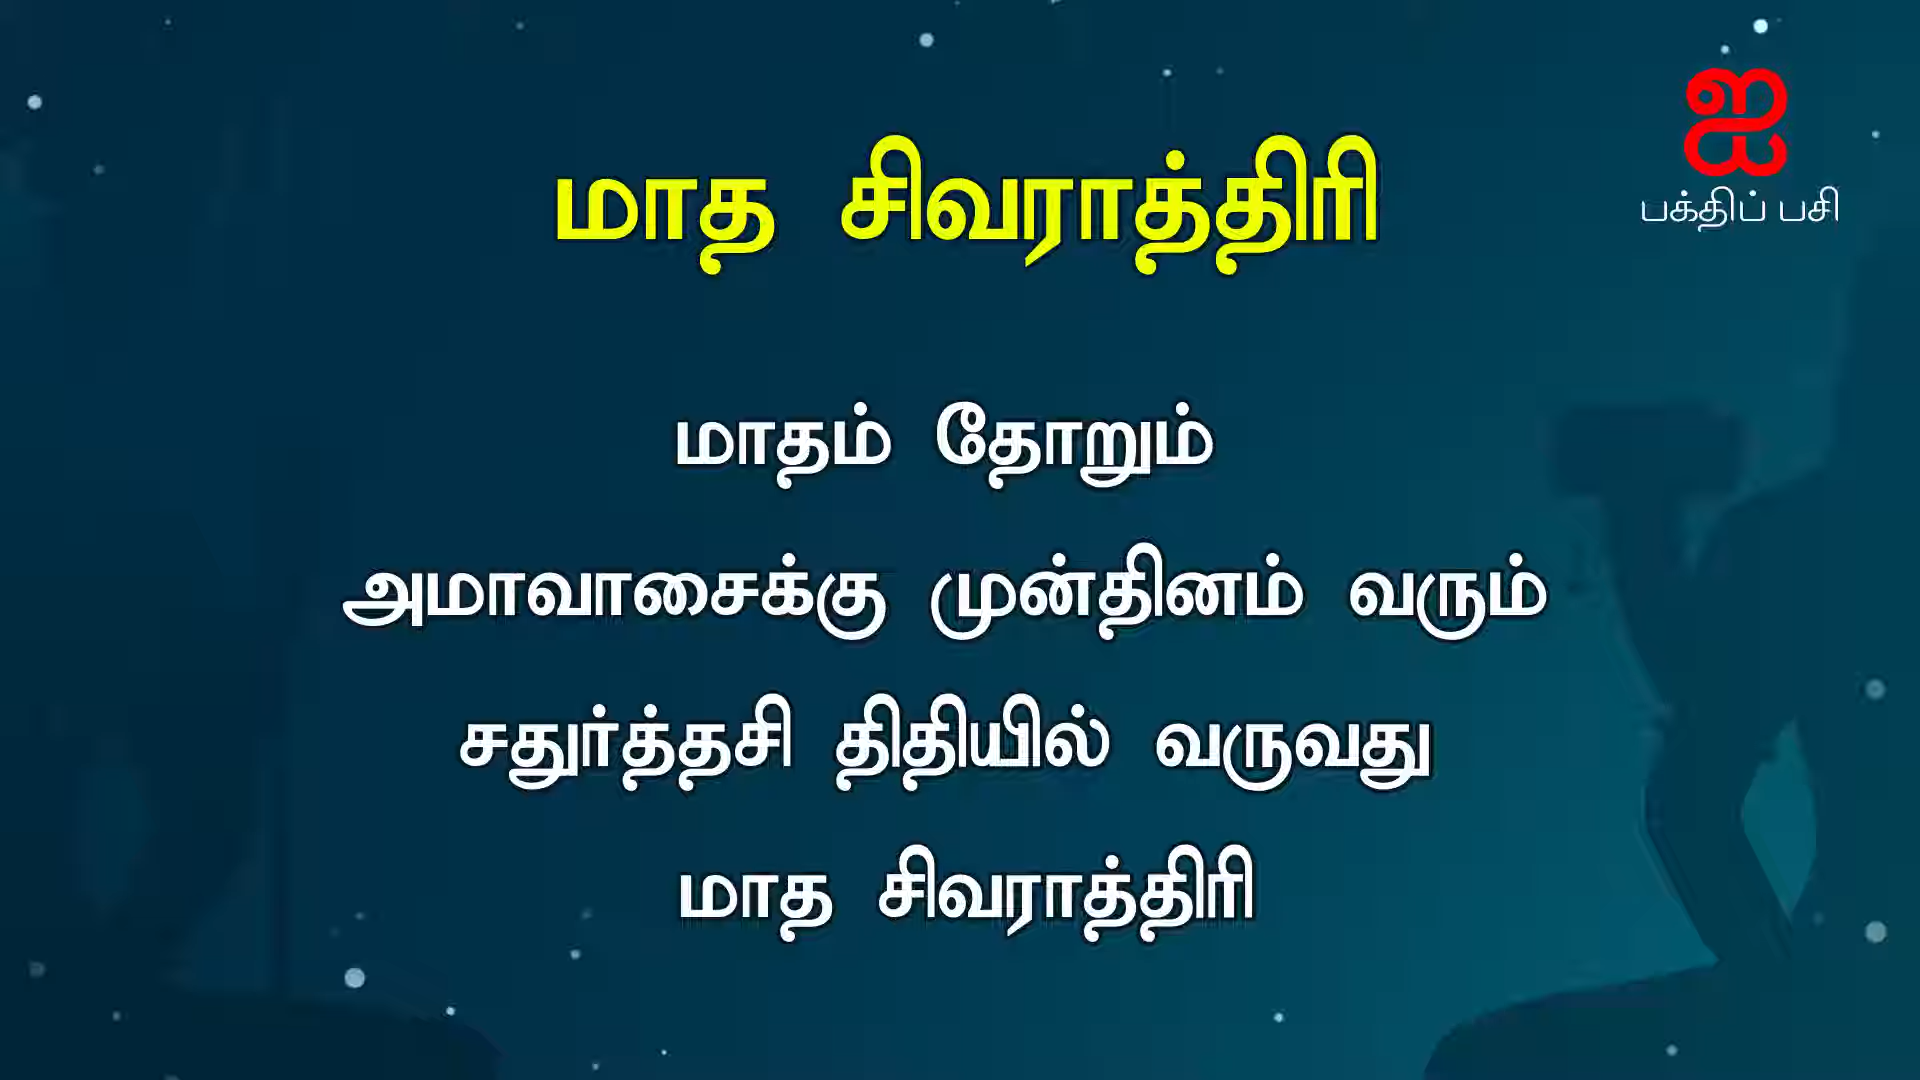 மாத சிவராத்திரி
ஐ
பக்திப் பசி
மாதம் தோறும்
அமாவாசைக்கு முன்தினம் வரும்
சதுர்த்தசி திதியில் வருவது
மாத சிவராத்திரி